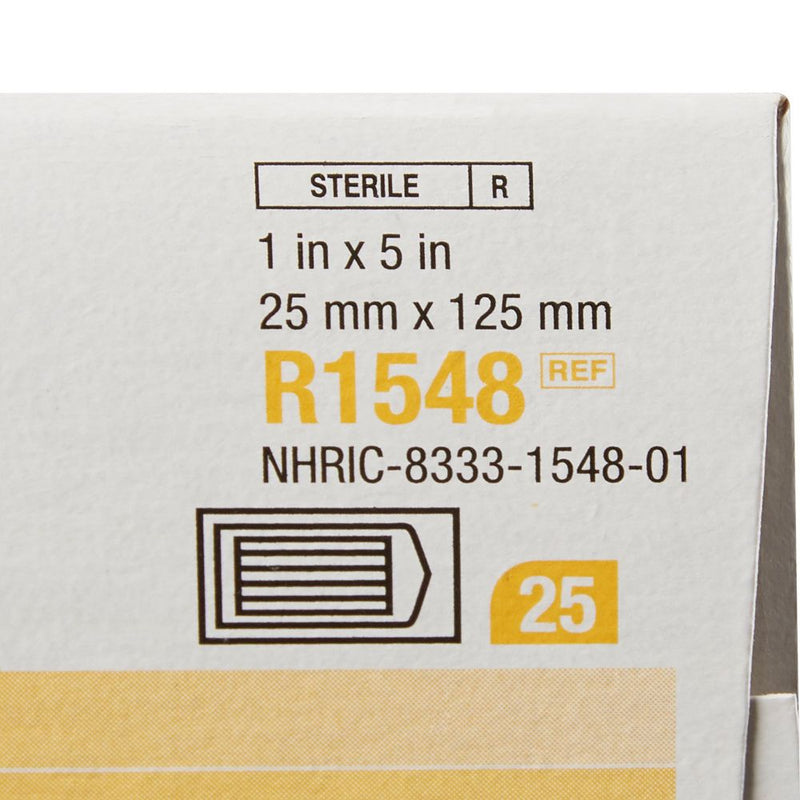 STERILE R
1 in x 5 in
25 mm x 125 mm
R1548 REF
NHRIC-8333-1548-01
25